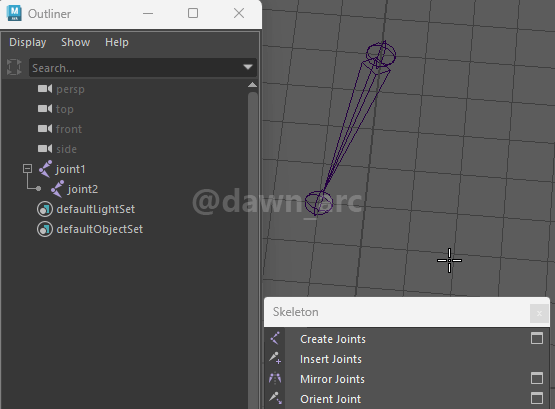 Outliner
Display Show Help
Search...
persp
top
front
side
joint1
joint2
defaultLightSet
defaultObjectSet
@dawn_arc
Skeleton
Create Joints
Insert Joints
Mirror Joints
Orient Joint